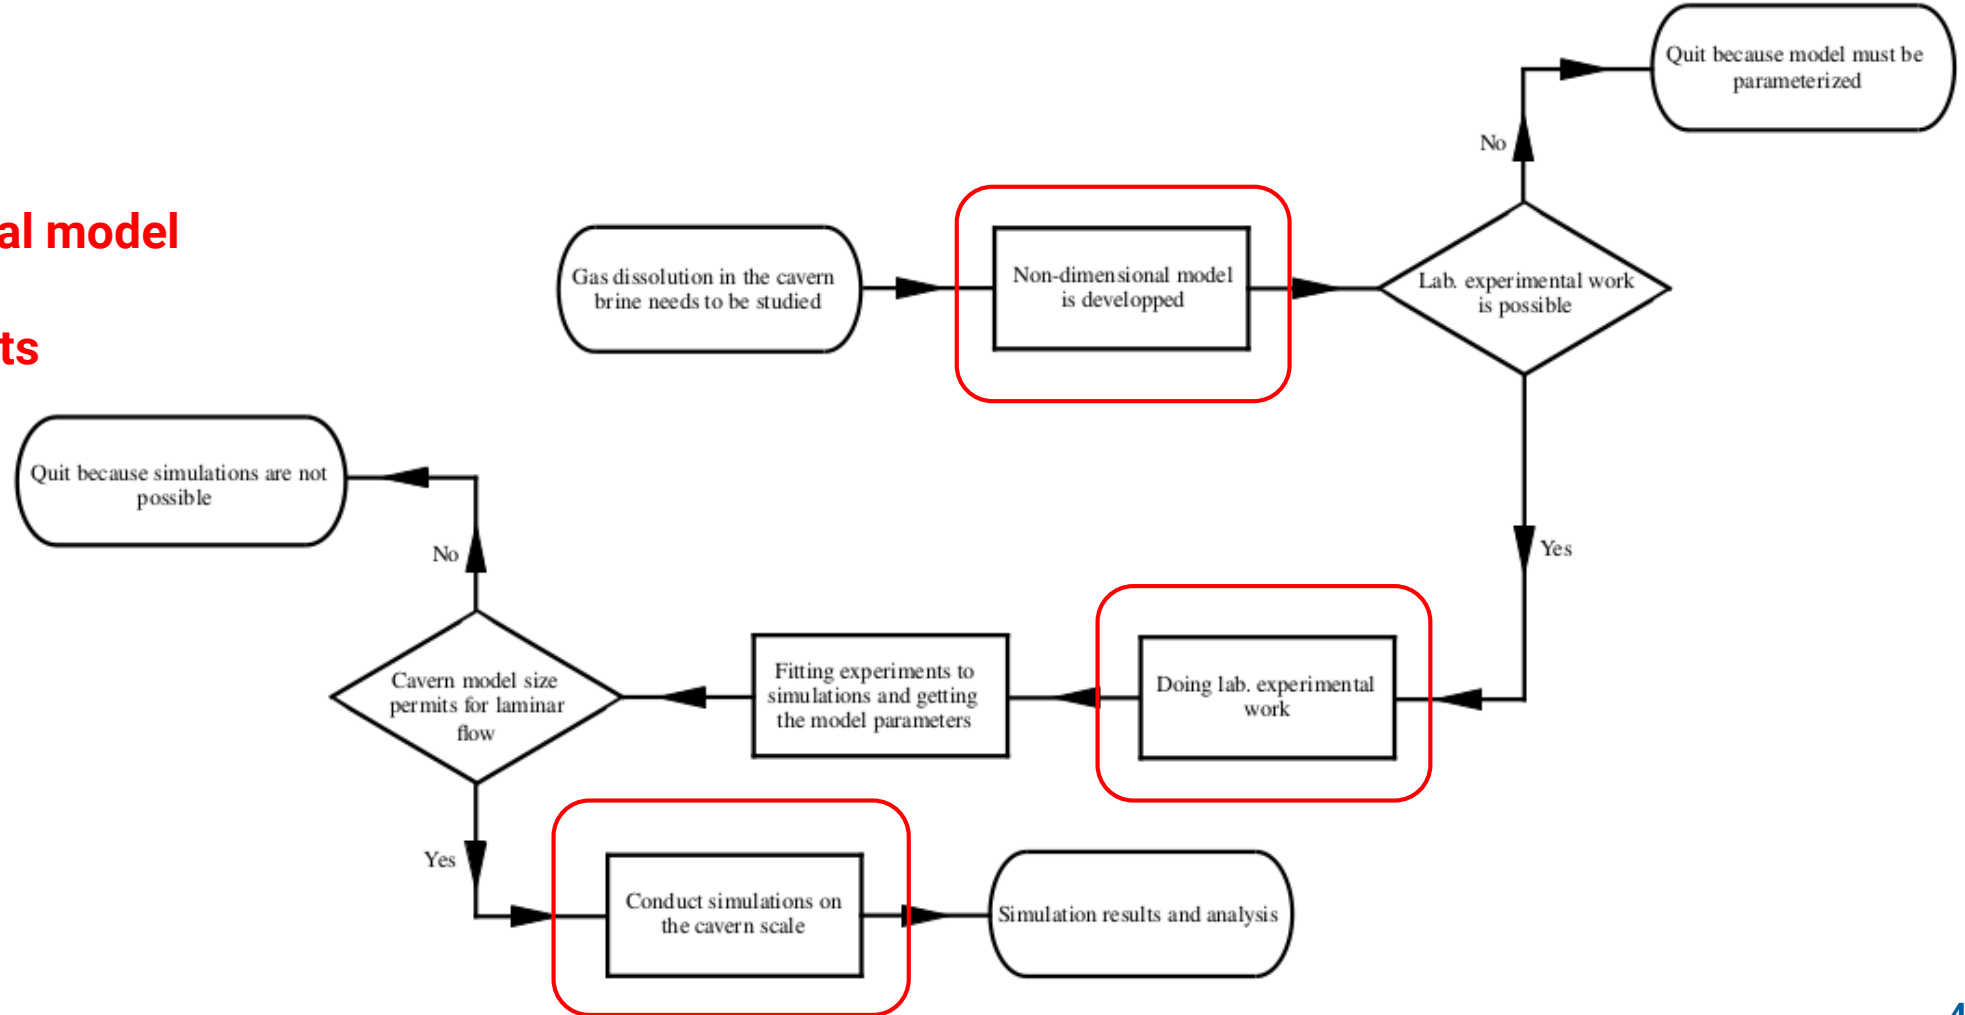 al model
ts
Gas dissolution in the cavern
brine needs to be studied
Non-dimensional model
is developped
Lab. experimental work
is possible
No
Quit because model must be
parameterized
Yes
Doing lab. experimental
work
Fitting experiments to
simulations and getting
the model parameters
Cavern model size
permits for laminar
flow
No
Quit because simulations are not
possible
Yes
Conduct simulations on
the cavern scale
Simulation results and analysis
4